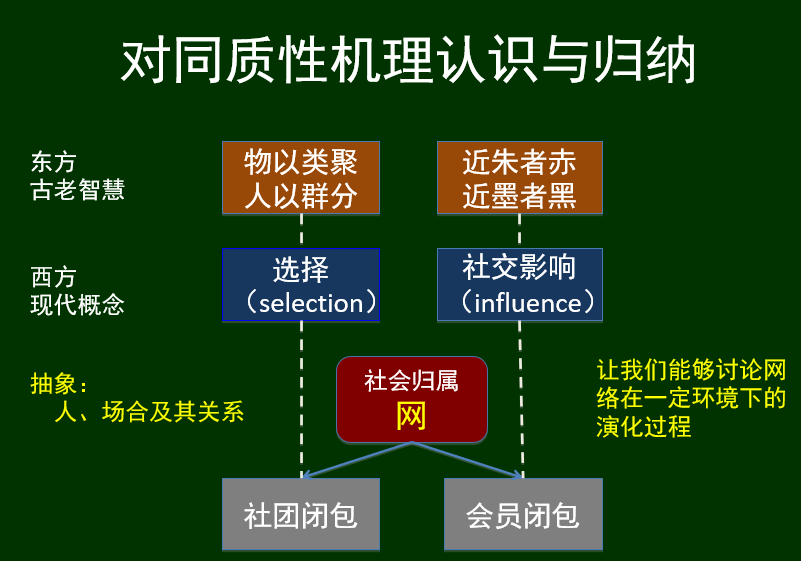 对同质性机理认识与归纳
东方
古老智慧
物以类聚
人以群分
近朱者赤
近墨者黑
西方
现代概念
选择
（selection）
社交影响
（influence）
抽象：
人、场合及其关系
社会归属
网
让我们能够讨论网
络在一定环境下的
演化过程
社团闭包
会员闭包